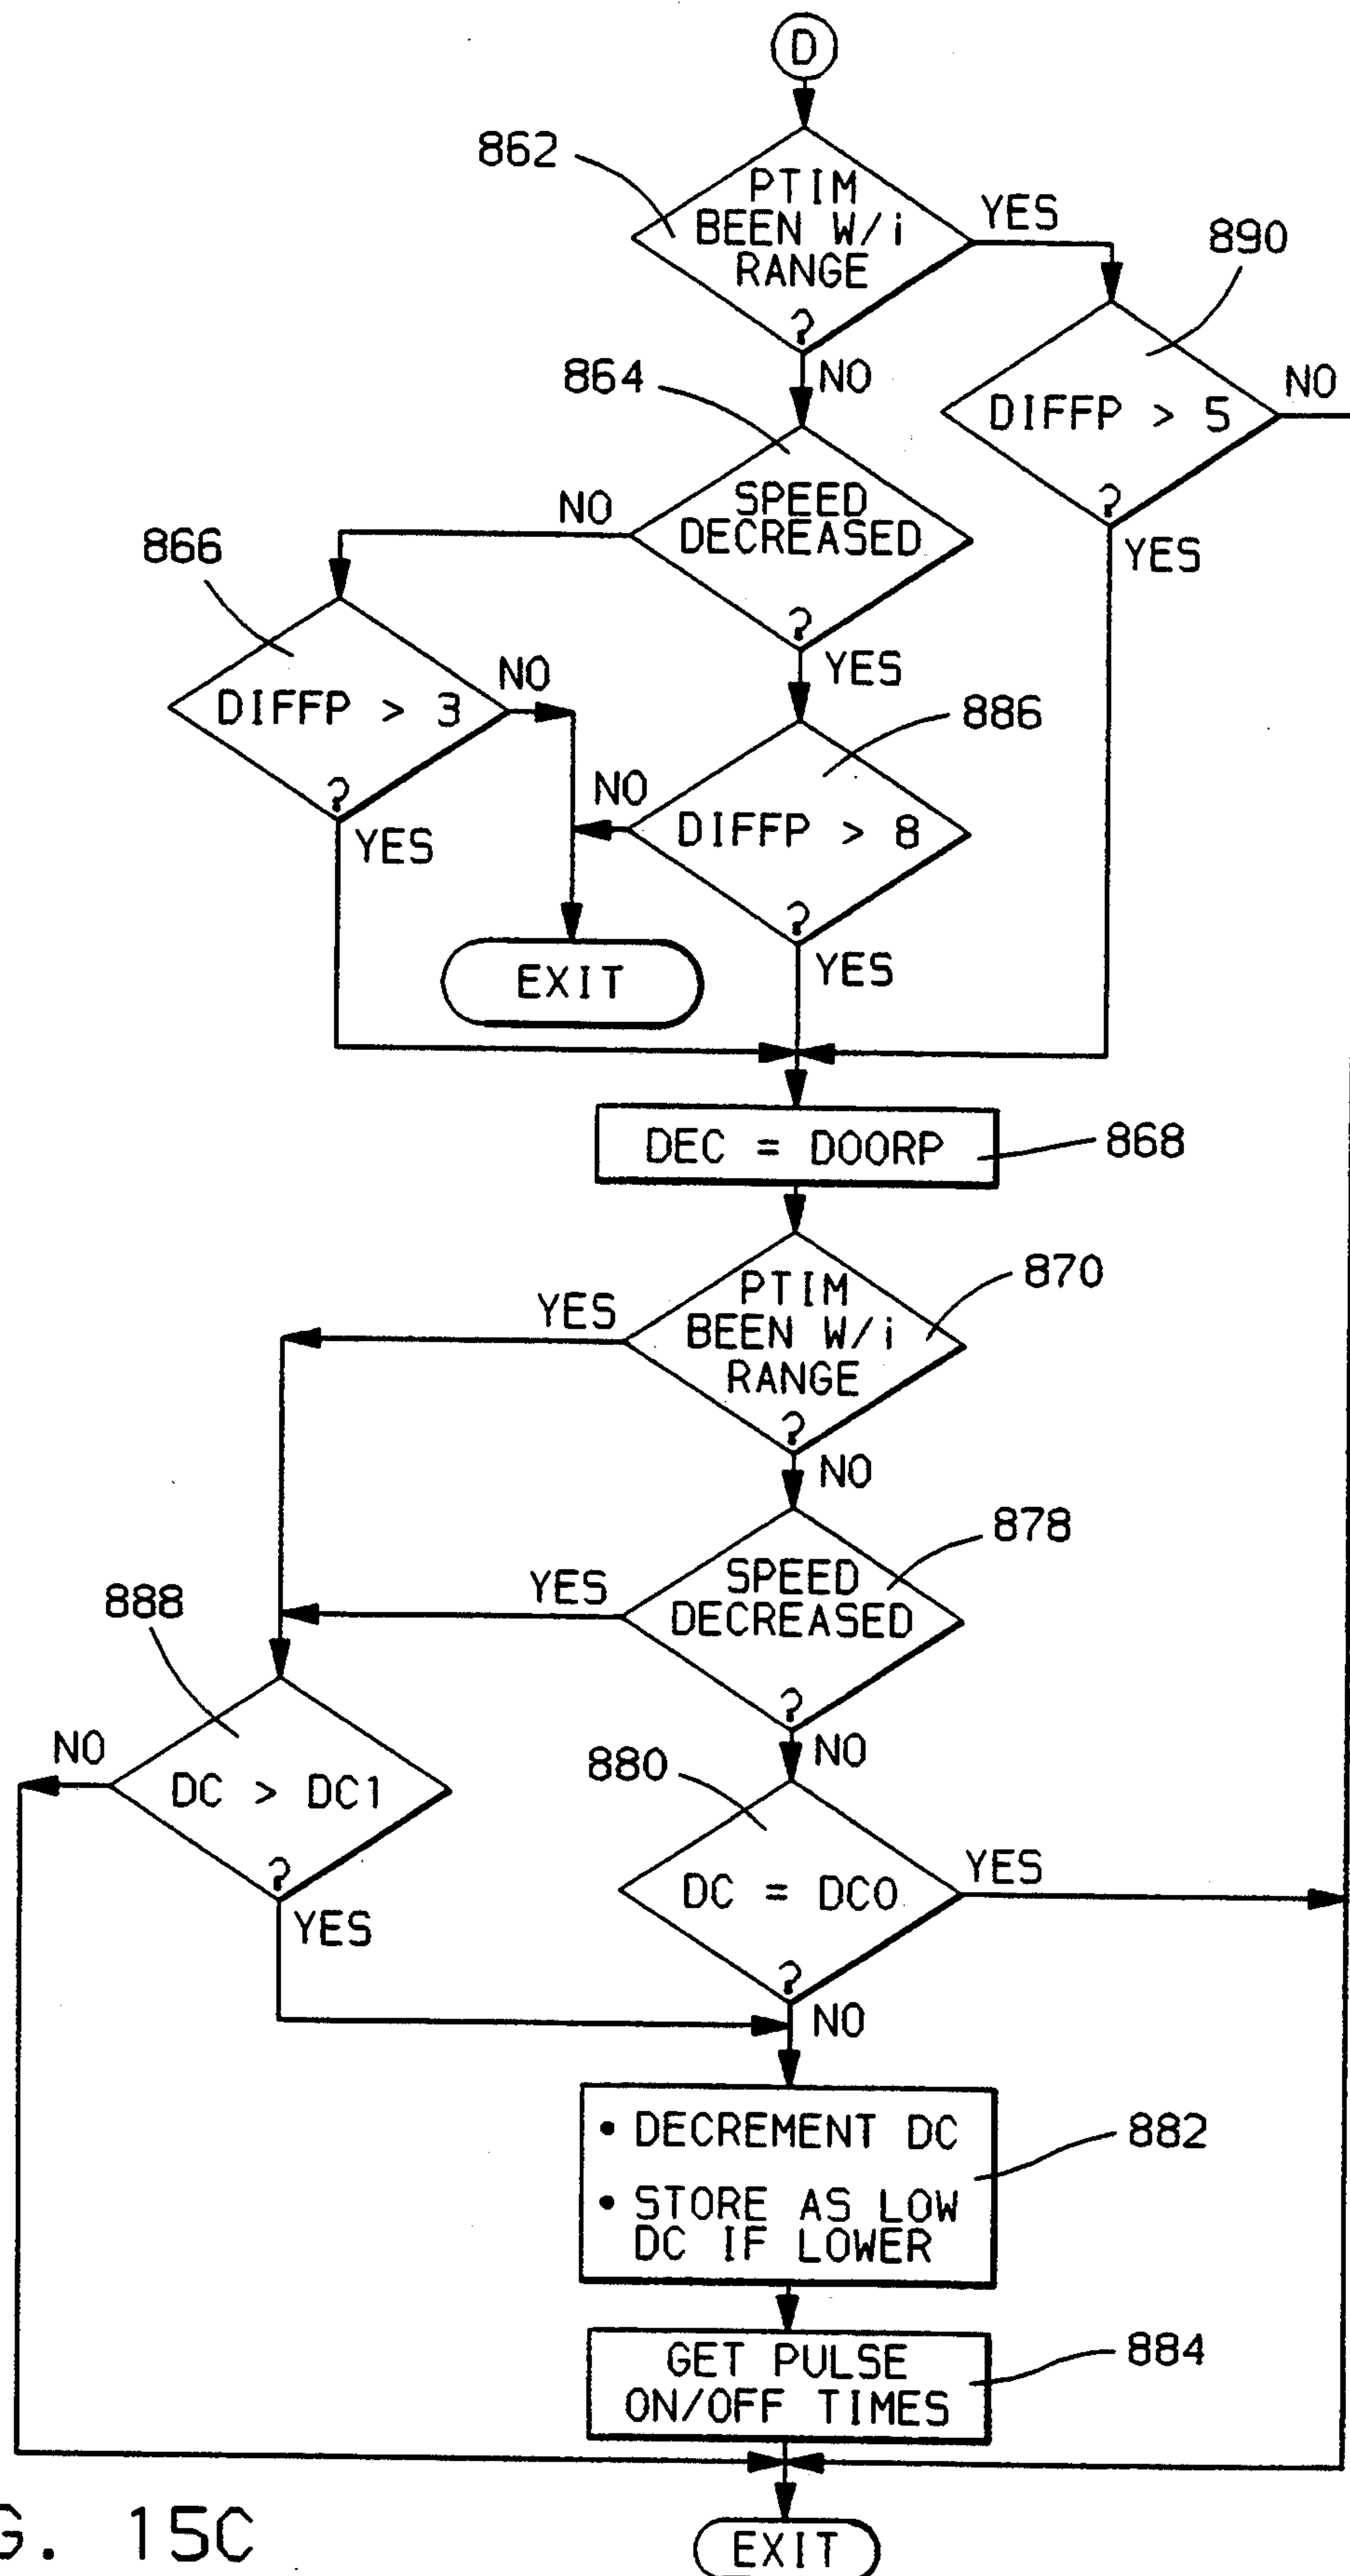 D
862
PTIM
BEEN W/i
RANGE
?
YES
890
NO
864
DIFFP > 5
?
NO
YES
SPEED
DECREASED
?
NO
866
YES
DIFFP > 3
?
NO
YES
886
DIFFP > 8
?
NO
YES
EXIT
DEC = DOORP
868
PTIM
BEEN W/i
RANGE
?
870
YES
NO
878
SPEED
DECREASED
?
YES
NO
888
DC > DC1
?
NO
YES
880
DC = DC0
?
YES
NO
• DECREMENT DC
• STORE AS LOW
DC IF LOWER
882
GET PULSE
ON/OFF TIMES
884
EXIT
G. 15C